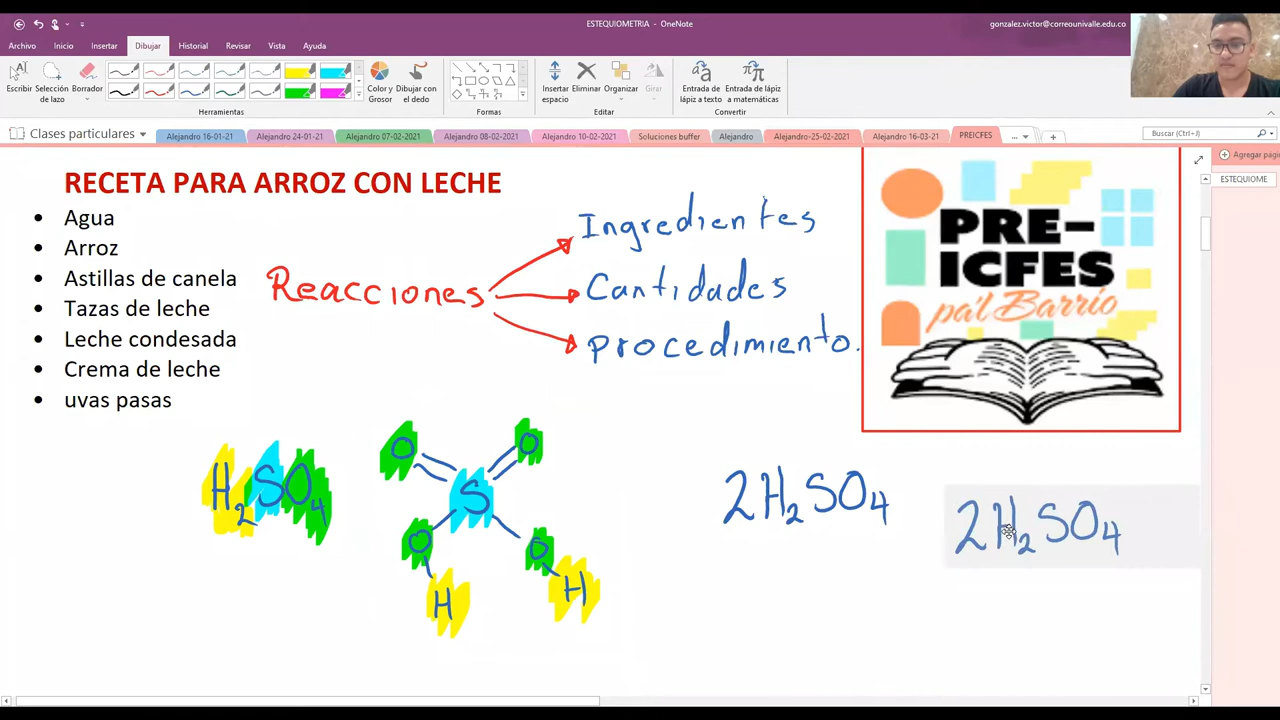 ESTEQUIOMETRIA - OneNote
gonzalez.victor@correounivalle.edu.co
Archivo Inicio Insertar Dibujar Historial Revisar Vista Ayuda
Escribir
Selección de lazo
Borrador
Color y Grosor
Dibujar con el dedo
Insertar espacio
Eliminar
Organizar
Girar
Entrada de lápiz a texto
Entrada de lápiz a matemáticas
Herramientas Formas Editar Convertir
Clases particulares Alejandro 16-01-21 Alejandro 24-01-21 Alejandro 07-02-2021 Alejandro 08-02-2021 Alejandro 10-02-2021 Soluciones buffer Alejandro Alejandro-25-02-2021 Alejandro 16-03-21 PREICFES ... Buscar (Ctrl+J)
Agregar pági
ESTEQUIOME
RECETA PARA ARROZ CON LECHE
• Agua
• Arroz
• Astillas de canela
• Tazas de leche
• Leche condesada
• Crema de leche
• uvas pasas
Reacciones
Ingredientes
Cantidades
procedimiento.
PRE-
ICFES
pa'l Barrio
H2SO4
O O
S
O O
H H
2H2SO4
2H2SO4